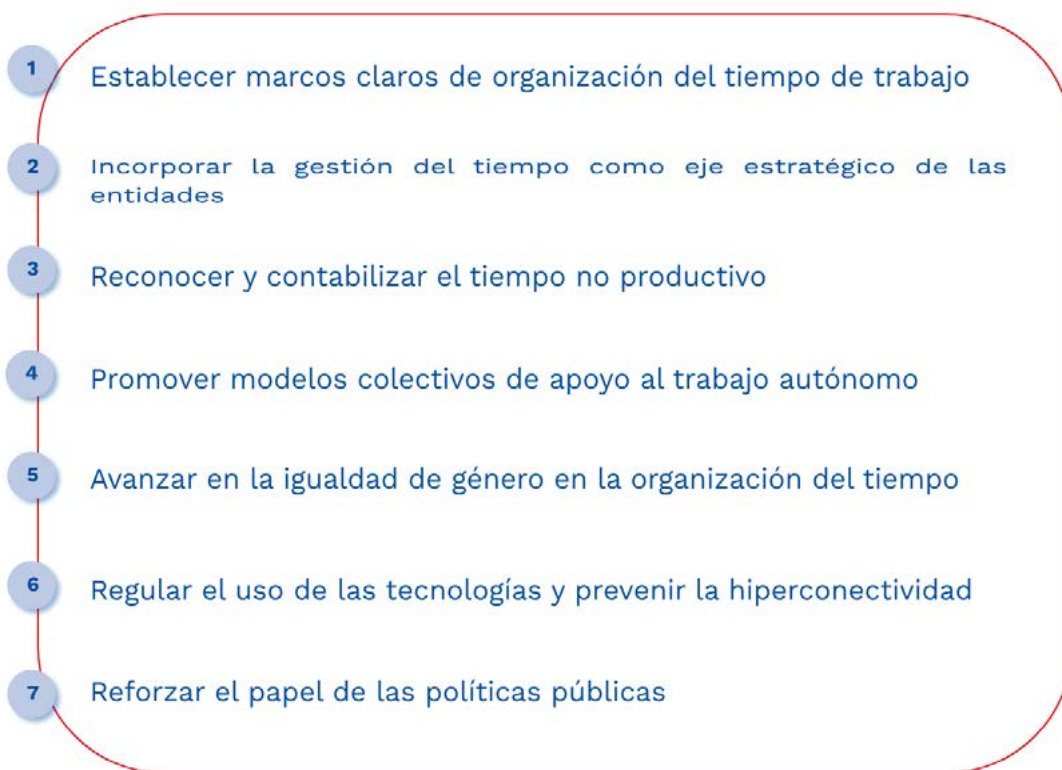 1
Establecer marcos claros de organización del tiempo de trabajo
2
Incorporar la gestión del tiempo como eje estratégico de las
entidades
3
Reconocer y contabilizar el tiempo no productivo
4
Promover modelos colectivos de apoyo al trabajo autónomo
5
Avanzar en la igualdad de género en la organización del tiempo
6
Regular el uso de las tecnologías y prevenir la hiperconectividad
7
Reforzar el papel de las políticas públicas